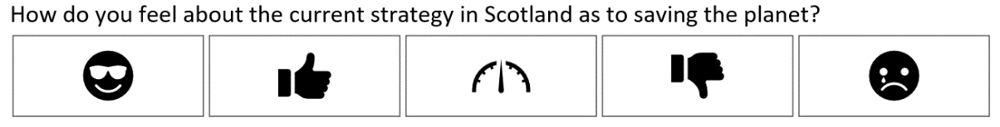 How do you feel about the current strategy in Scotland as to saving the planet?